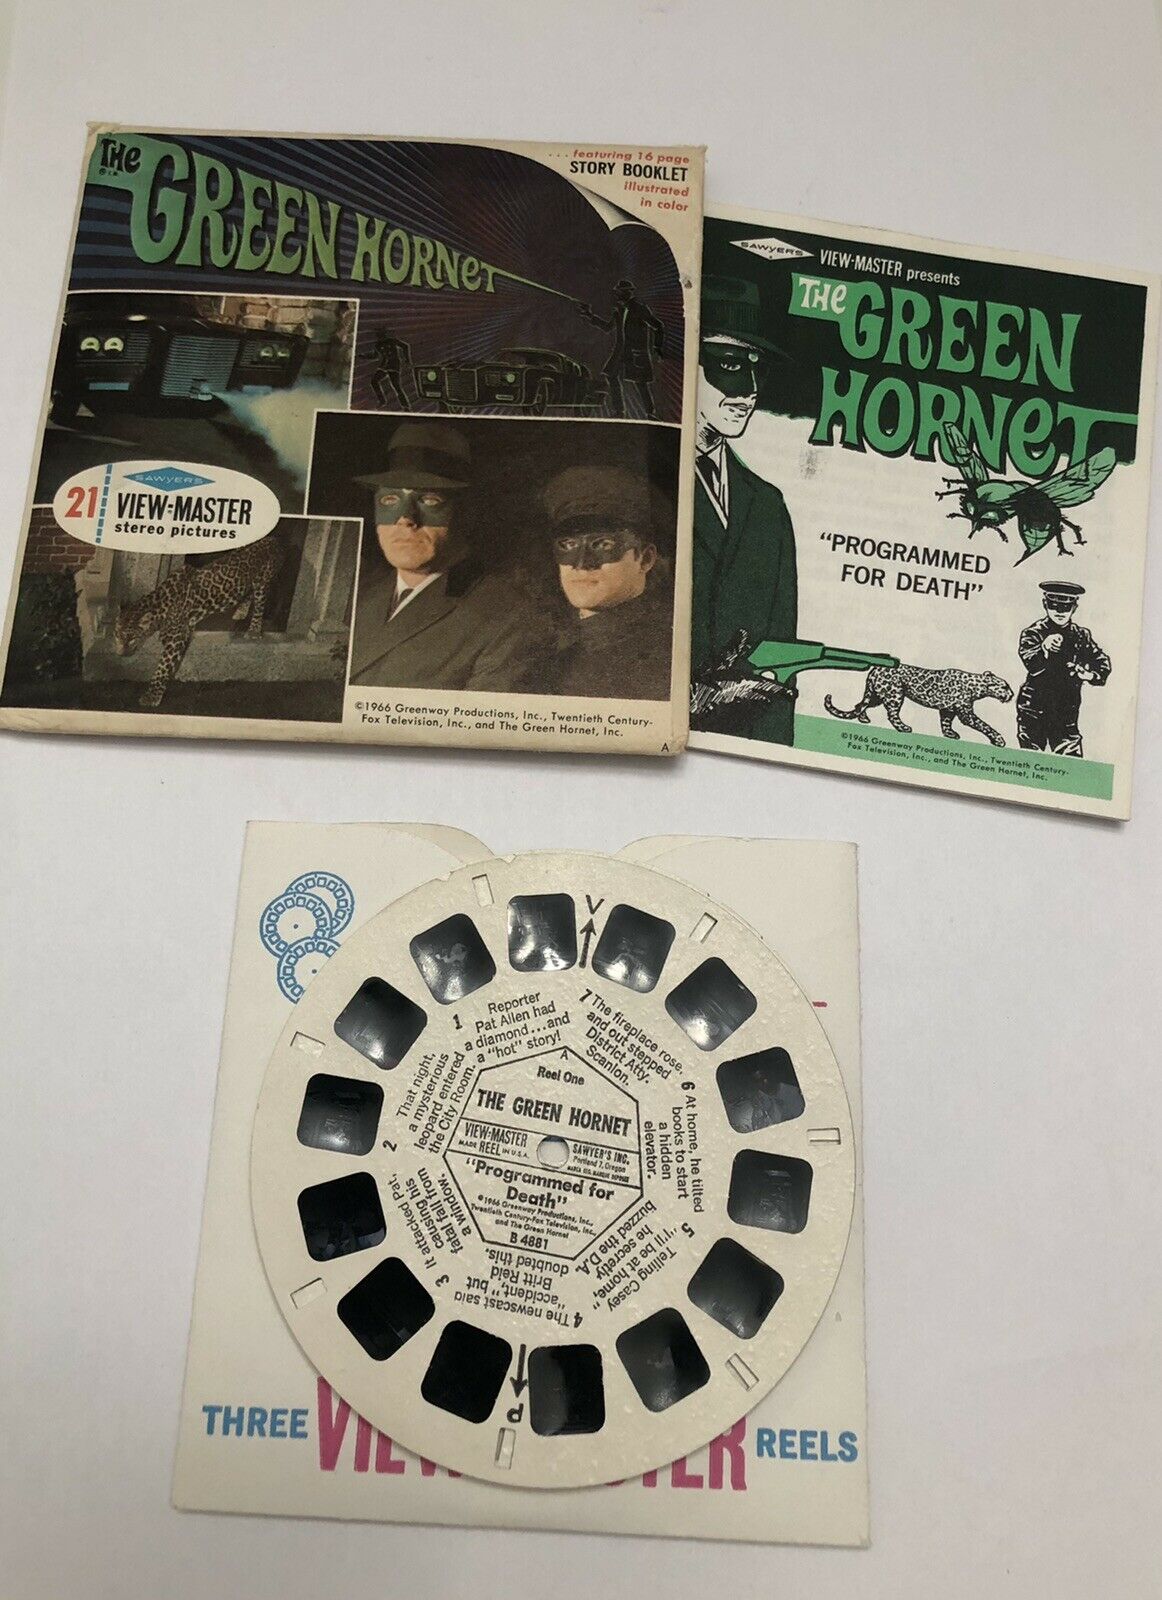 THE
GREEN HORNET
... featuring 16 page
STORY BOOKLET
illustrated
in color
SAWYERS
21 VIEW-MASTER
stereo pictures
©1966 Greenway Productions, Inc., Twentieth Century-
Fox Television, Inc., and The Green Hornet, Inc.
A
SAWYERS
VIEW-MASTER presents
THE
GREEN
HORNET
"PROGRAMMED
FOR DEATH"
©1966 Greenway Productions, Inc., Twentieth Century-
Fox Television, Inc., and The Green Hornet, Inc.
V
1 Reporter
Pat Allen had
a diamond...and
a "hot" story!
2 That night,
a mysterious
leopard entered
the City Room.
3 It attacked Pat,
causing his
fatal fall from
a window.
4 The newscast said
"accident," but
Britt Reid
doubted this.
5 Telling Casey
"I'll be at home,"
he secretly
buzzed the D.A.
6 At home, he tilted
books to start
a hidden
elevator.
7 The fireplace rose,
and out stepped
District Atty.
Scanlon.
A
Reel One
THE GREEN HORNET
VIEW-MASTER
MADE REEL IN U.S.A.
SAWYER'S INC.
Portland 7, Oregon
"Programmed for
Death"
©1966 Greenway Productions, Inc.,
Twentieth Century-Fox Television, Inc.,
and The Green Hornet
B 4881
P
THREE VIEW-MASTER REELS